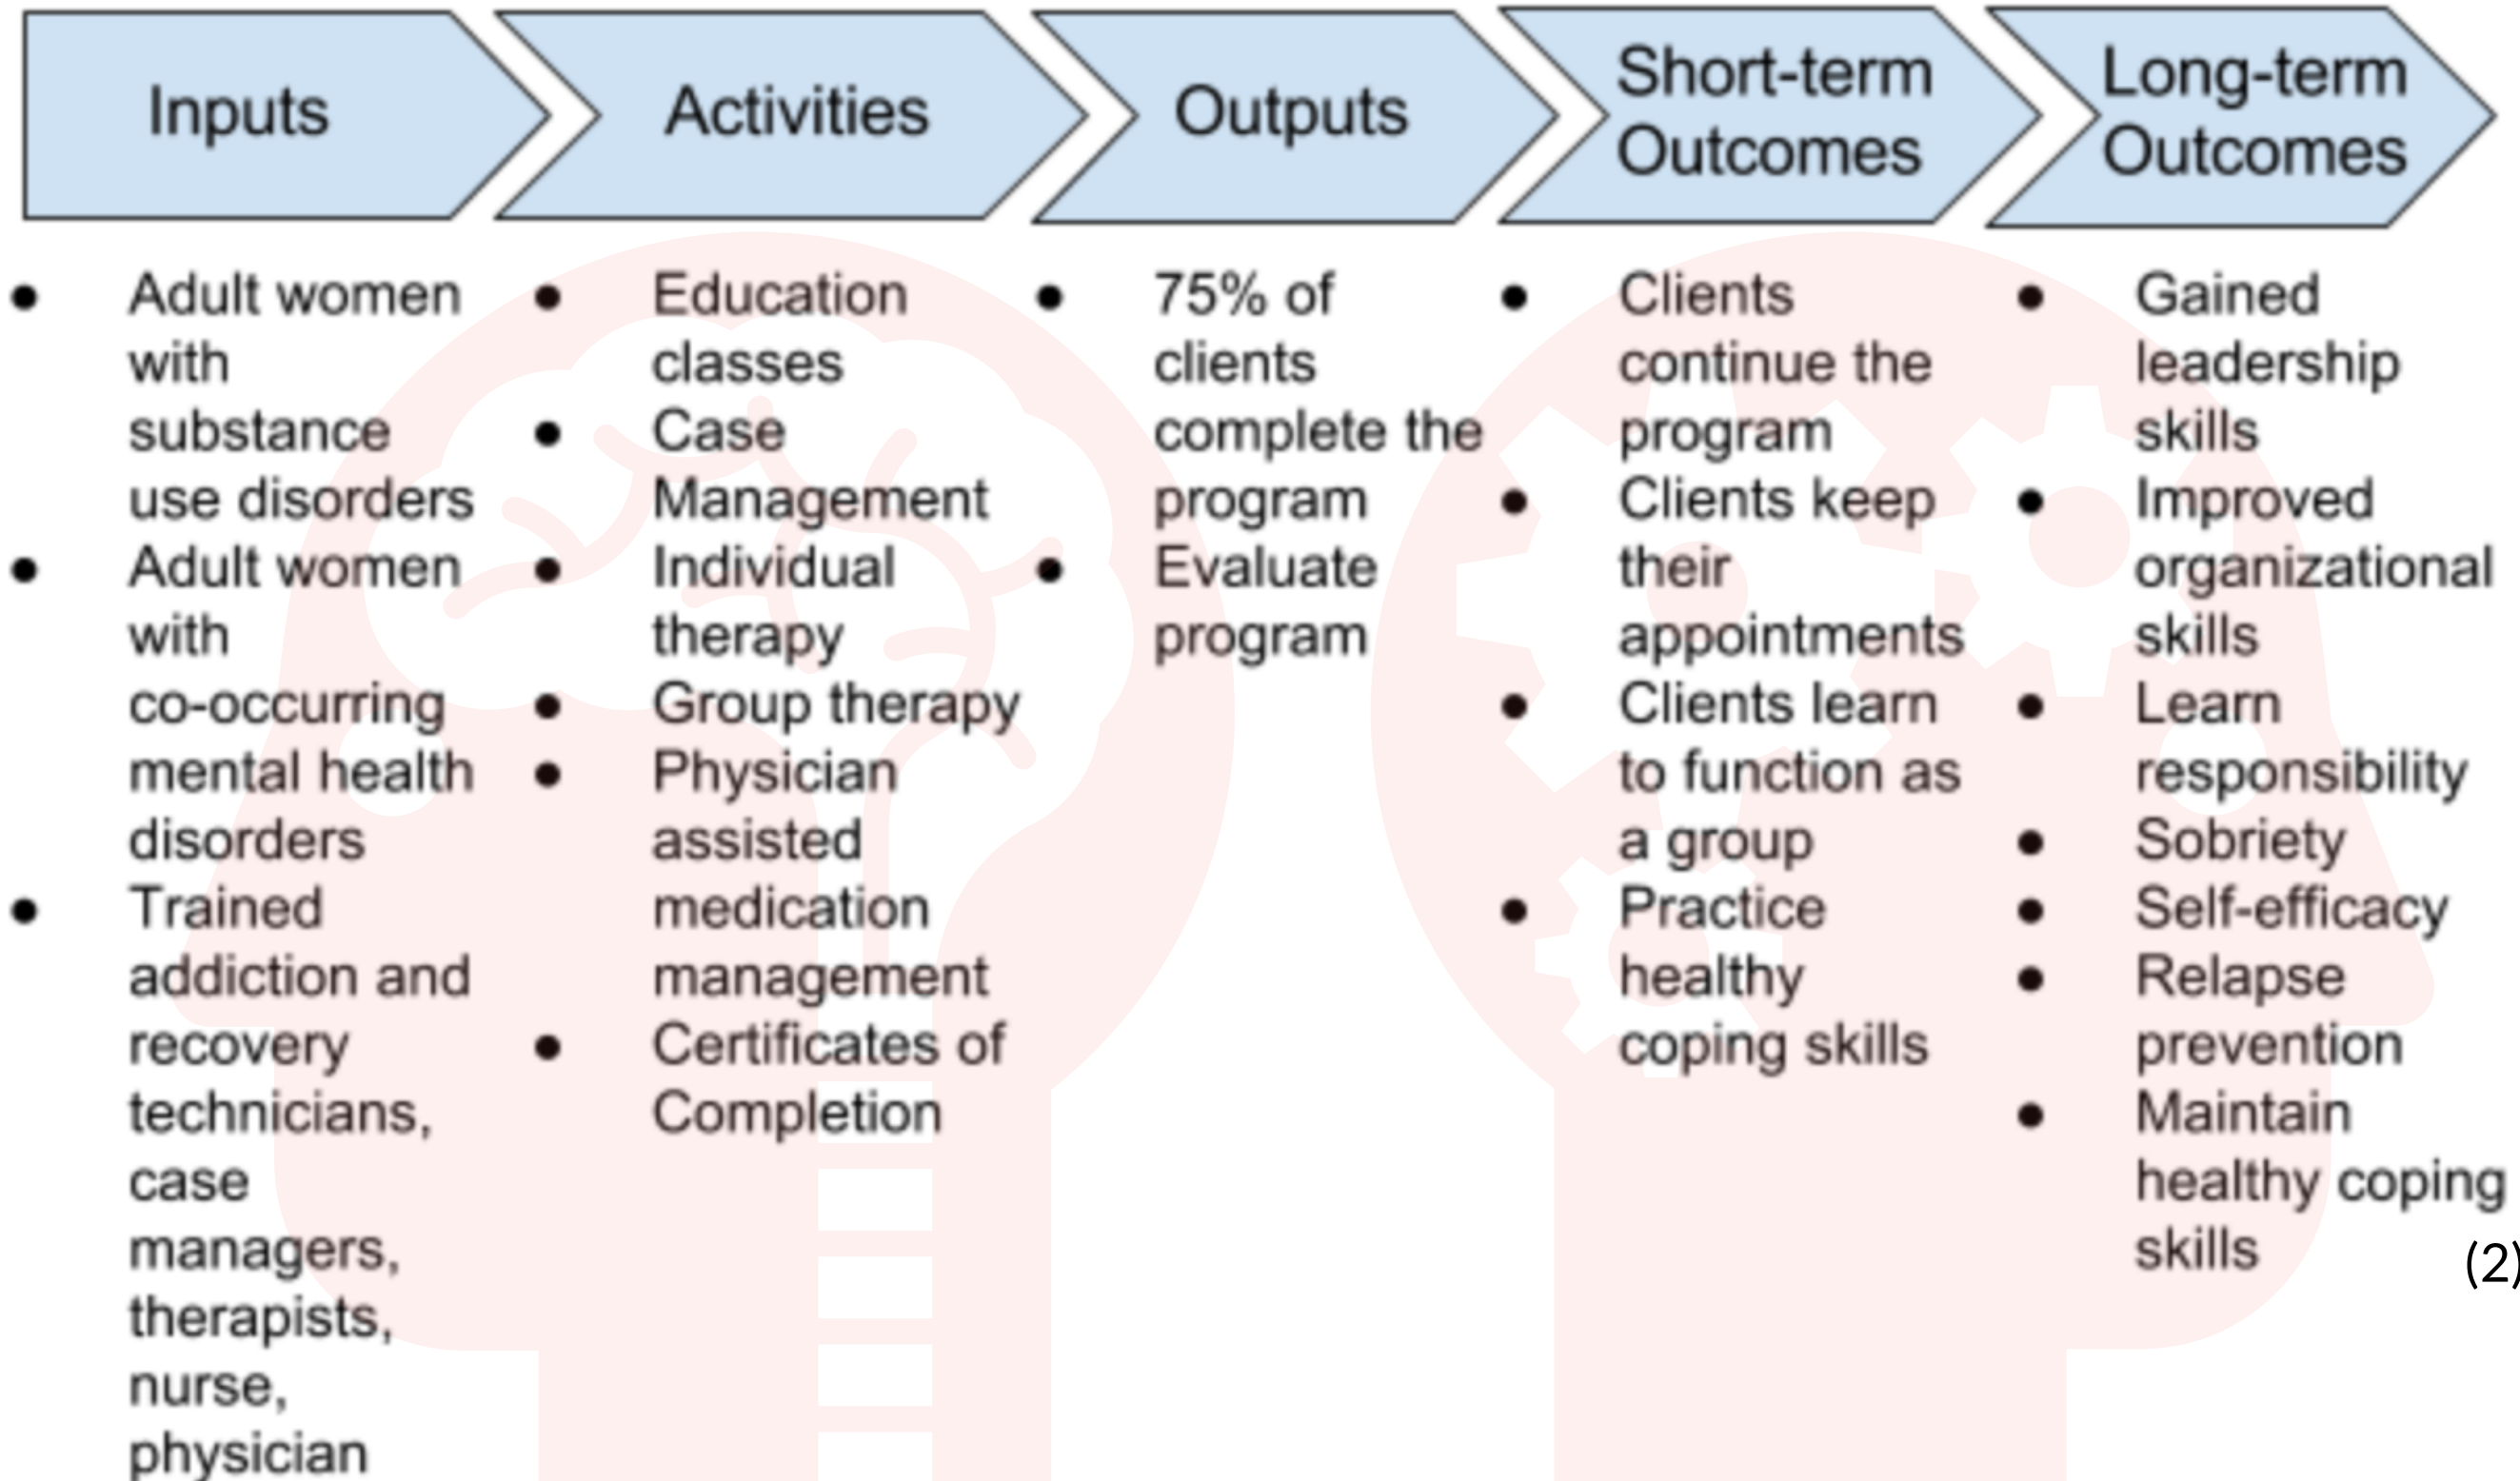 Inputs
Adult women
with
substance
use disorders
Adult women
with
co-occurring
mental health
disorders
Trained
addiction and
recovery
technicians,
case
managers,
therapists,
nurse,
physician
Activities
Education
classes
Case
Management
Individual
therapy
Group therapy
Physician
assisted
medication
management
Certificates of
Completion
Outputs
75% of
clients
complete the
program
Evaluate
program
Short-term
Outcomes
Clients
continue the
program
Clients keep
their
appointments
Clients learn
to function as
a group
Practice
healthy
coping skills
Long-term
Outcomes
Gained
leadership
skills
Improved
organizational
skills
Learn
responsibility
Sobriety
Self-efficacy
Relapse
prevention
Maintain
healthy coping
skills
(2)